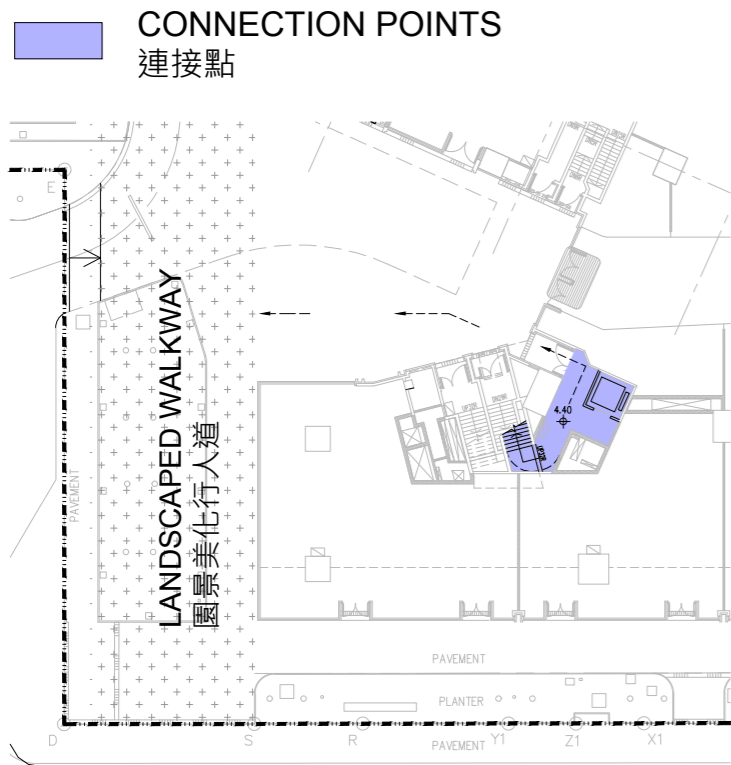 CONNECTION POINTS
連接點
E
LANDSCAPED WALKWAY
園景美化行人道
PAVEMENT
4.40
PAVEMENT
PLANTER
D
S
R
PAVEMENT
Y1
Z1
X1